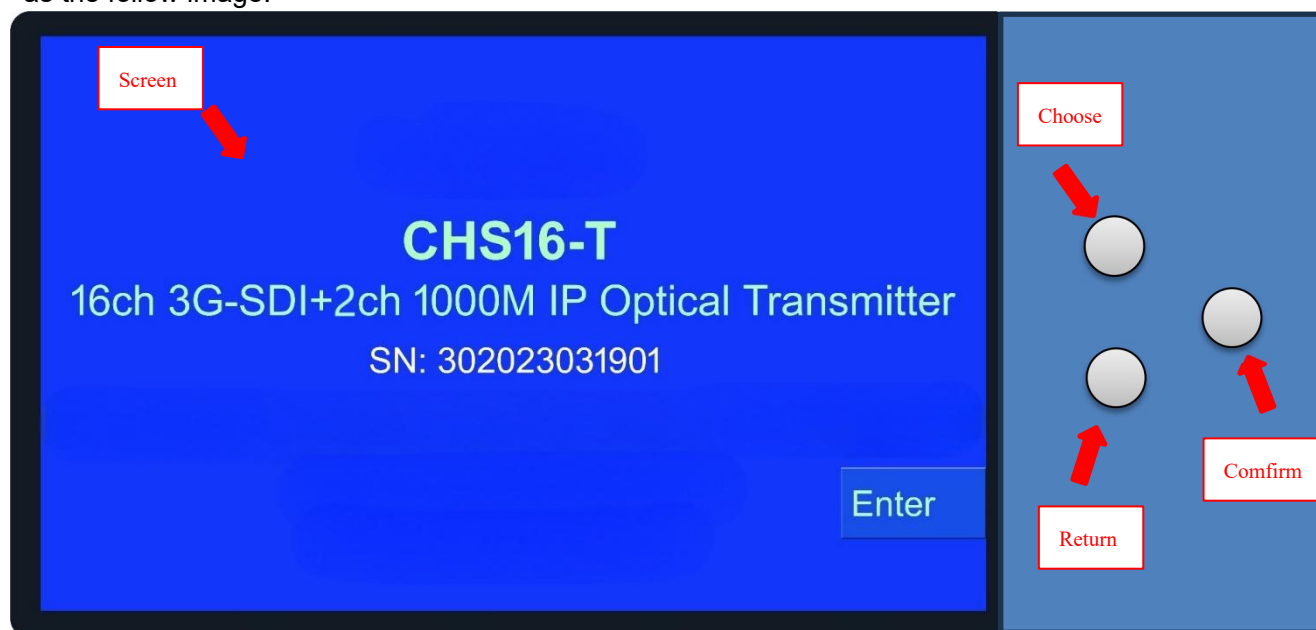 as the follow image:
Screen
Choose
CHS16-T
16ch 3G-SDI+2ch 1000M IP Optical Transmitter
SN: 302023031901
Enter
Comfirm
Return